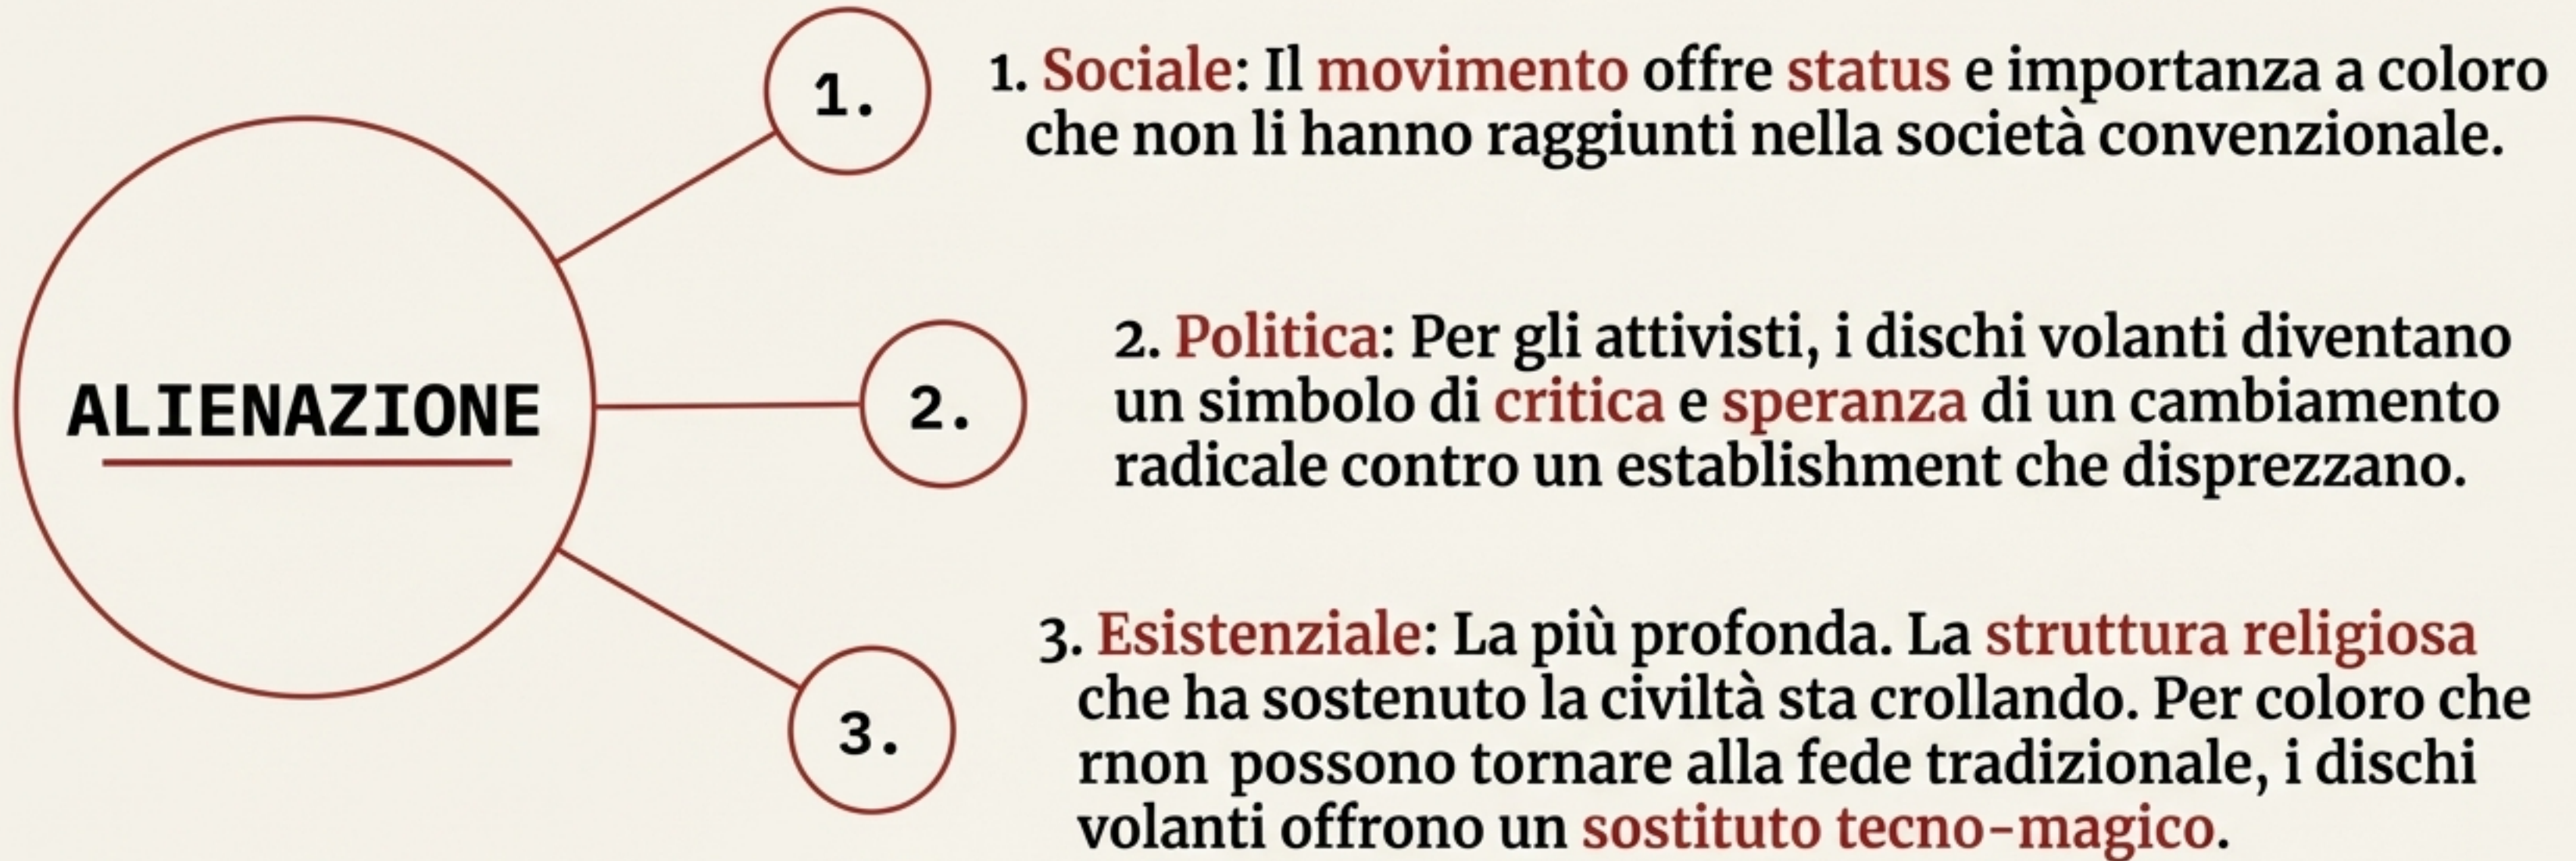 ALIENAZIONE
1.
1. Sociale: Il movimento offre status e importanza a coloro
che non li hanno raggiunti nella società convenzionale.
2.
2. Politica: Per gli attivisti, i dischi volanti diventano
un simbolo di critica e speranza di un cambiamento
radicale contro un establishment che disprezzano.
3.
3. Esistenziale: La più profonda. La struttura religiosa
che ha sostenuto la civiltà sta crollando. Per coloro che
rnon possono tornare alla fede tradizionale, i dischi
volanti offrono un sostituto tecno-magico.